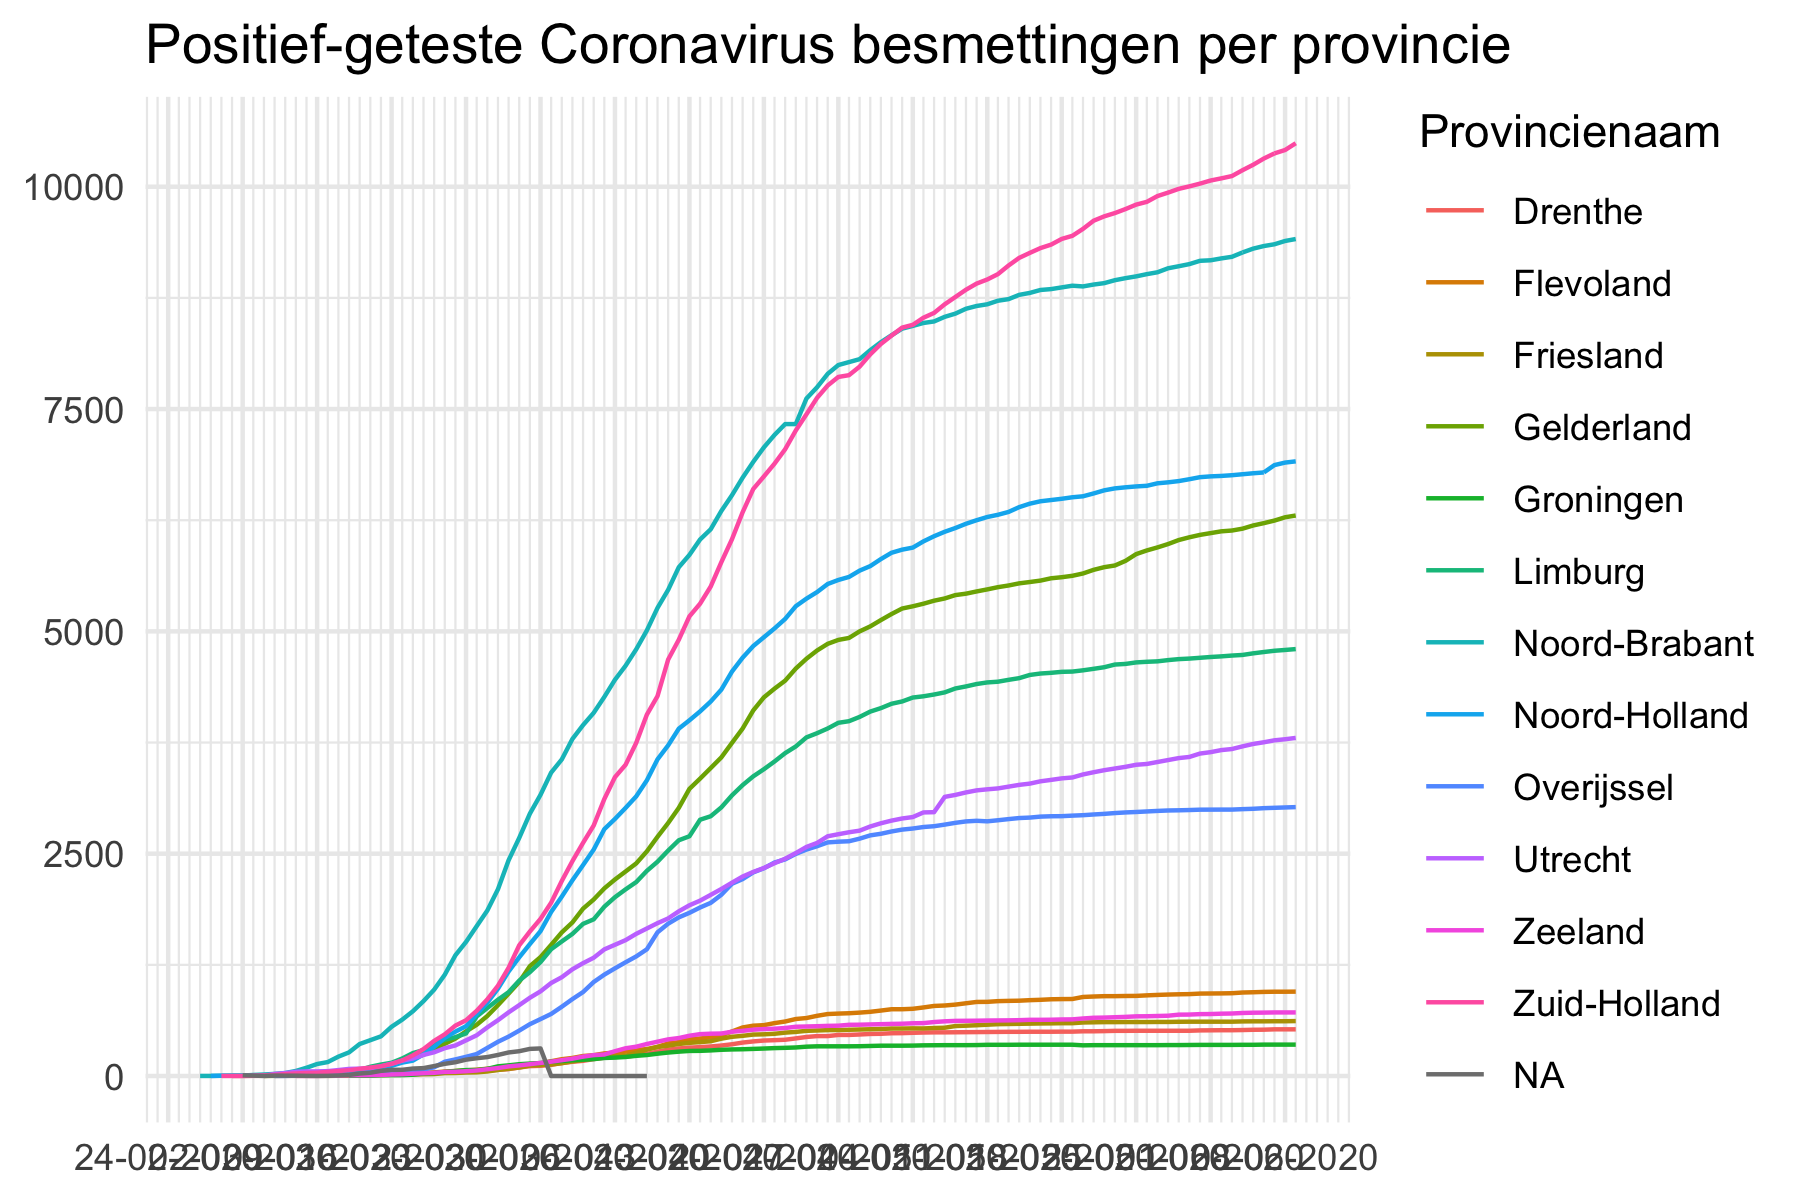 Positief-geteste Coronavirus besmettingen per provincie
Provincienaam
Drenthe
Flevoland
Friesland
Gelderland
Groningen
Limburg
Noord-Brabant
Noord-Holland
Overijssel
Utrecht
Zeeland
Zuid-Holland
NA
10000
7500
5000
2500
0